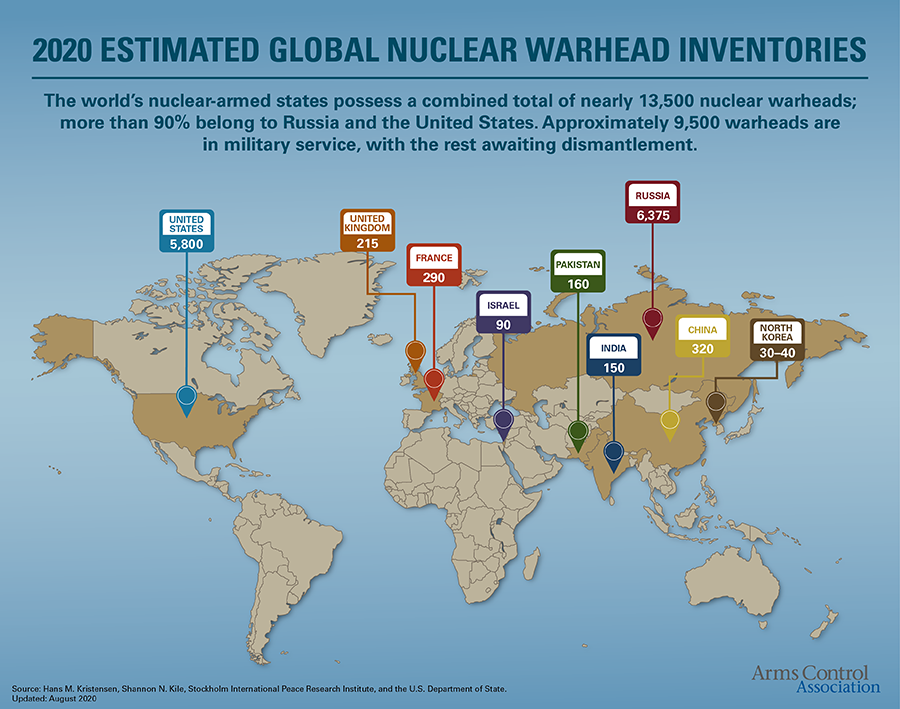 2020 ESTIMATED GLOBAL NUCLEAR WARHEAD INVENTORIES
The world's nuclear-armed states possess a combined total of nearly 13,500 nuclear warheads;
more than 90% belong to Russia and the United States. Approximately 9,500 warheads are
in military service, with the rest awaiting dismantlement.
RUSSIA
6,375
UNITED
STATES
5,800
UNITED
KINGDOM
215
FRANCE
290
PAKISTAN
160
ISRAEL
90
INDIA
150
CHINA
320
NORTH
KOREA
30–40
Source: Hans M. Kristensen, Shannon N. Kile, Stockholm International Peace Research Institute, and the U.S. Department of State.
Updated: August 2020
Arms Control
Association